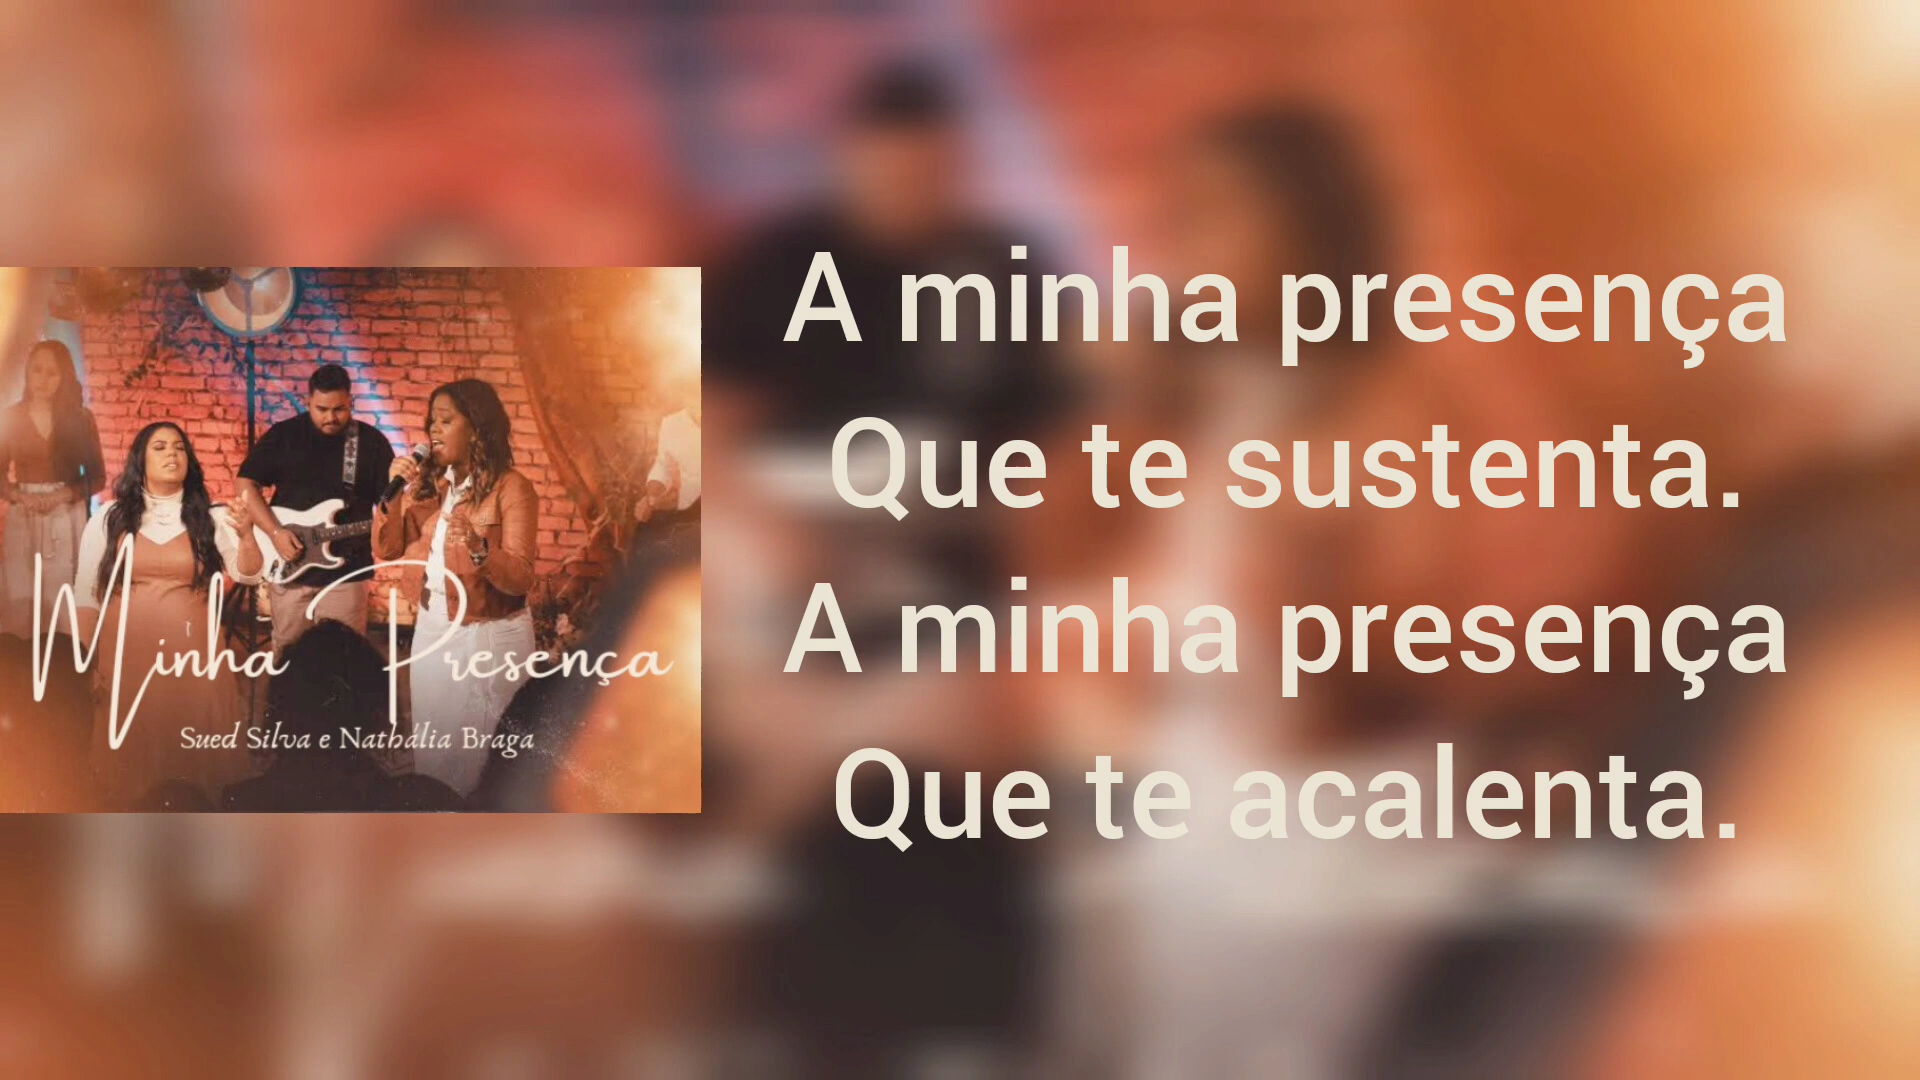 Minha Presença
Sued Silva e Nathália Braga
A minha presença
Que te sustenta.
A minha presença
Que te acalenta.